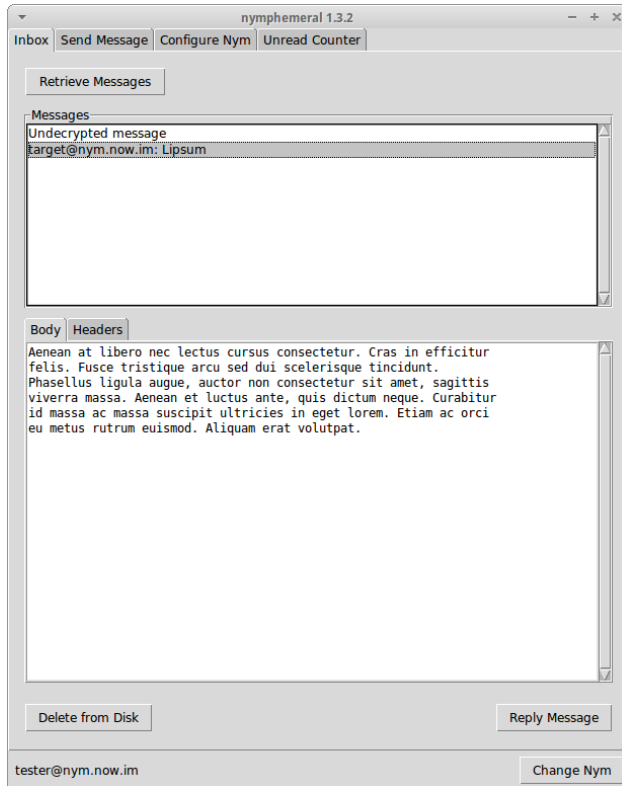 nymphemeral 1.3.2
Inbox Send Message Configure Nym Unread Counter
Retrieve Messages
Messages
Undecrypted message
target@nym.now.im: Lipsum
Body Headers
Aenean at libero nec lectus cursus consectetur. Cras in efficitur
felis. Fusce tristique arcu sed dui scelerisque tincidunt.
Phasellus ligula augue, auctor non consectetur sit amet, sagittis
viverra massa. Aenean et luctus ante, quis dictum neque. Curabitur
id massa ac massa suscipit ultricies in eget lorem. Etiam ac orci
eu metus rutrum euismod. Aliquam erat volutpat.
Delete from Disk Reply Message
tester@nym.now.im Change Nym